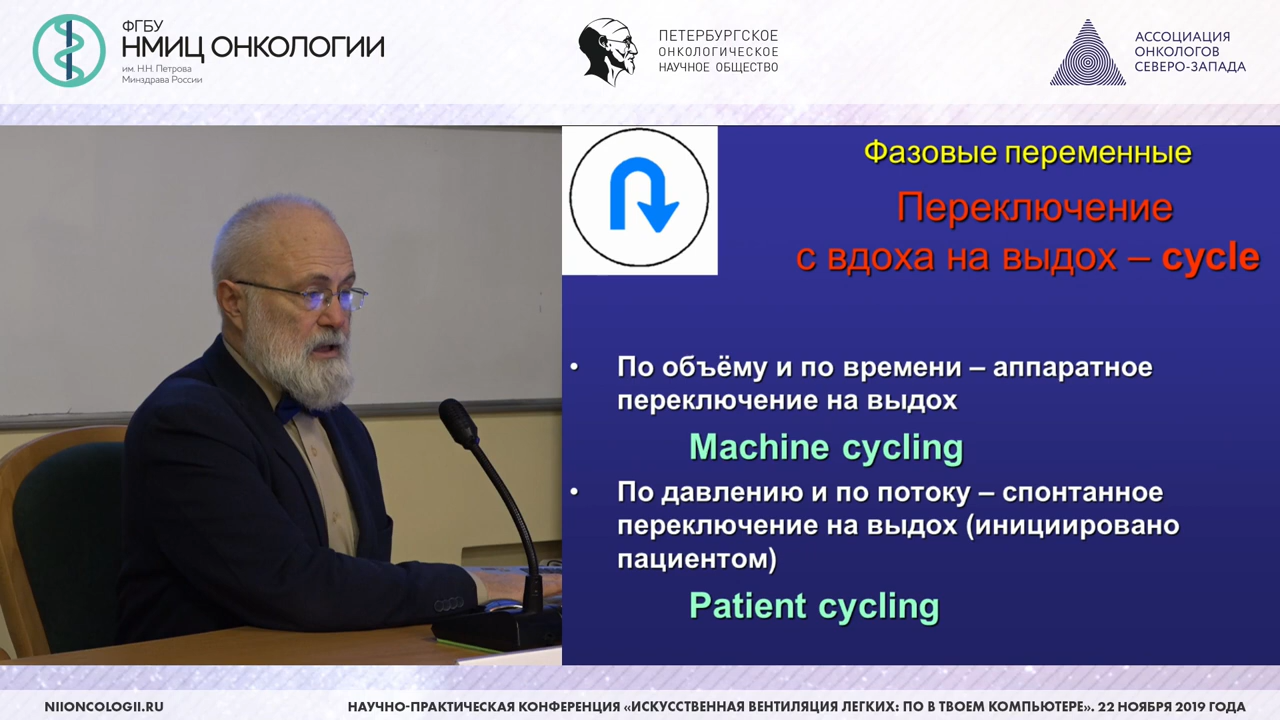 ФГБУ
НМИЦ ОНКОЛОГИИ
им. Н.Н. Петрова
Минздрава России
ПЕТЕРБУРГСКОЕ
ОНКОЛОГИЧЕСКОЕ
НАУЧНОЕ ОБЩЕСТВО
АССОЦИАЦИЯ
ОНКОЛОГОВ
СЕВЕРО-ЗАПАДА
Фазовые переменные
Переключение
с вдоха на выдох – cycle
• По объёму и по времени – аппаратное
переключение на выдох
Machine cycling
• По давлению и по потоку – спонтанное
переключение на выдох (инициировано
пациентом)
Patient cycling
NIIONCOLOGII.RU
НАУЧНО-ПРАКТИЧЕСКАЯ КОНФЕРЕНЦИЯ «ИСКУССТВЕННАЯ ВЕНТИЛЯЦИЯ ЛЕГКИХ: ПО В ТВОЕМ КОМПЬЮТЕРЕ». 22 НОЯБРЯ 2019 ГОДА